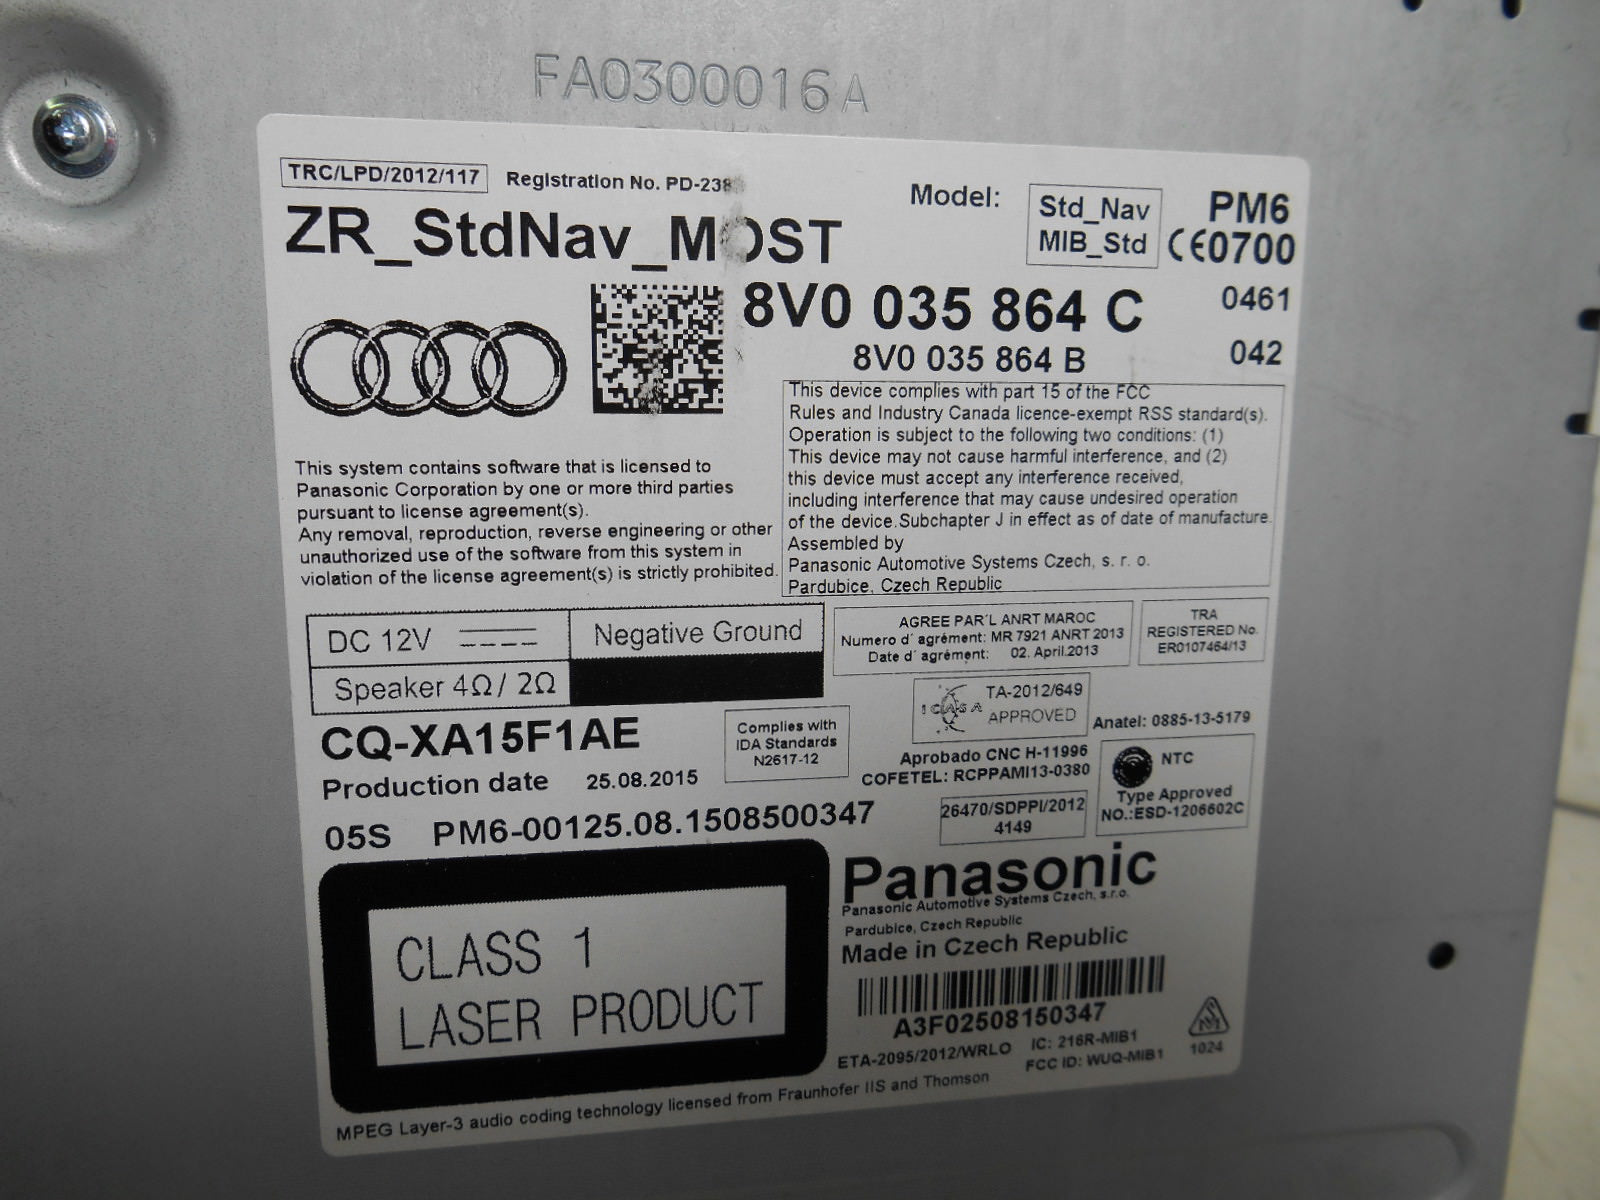 FA0300016A
TRC/LPD/2012/117
Registration No.
Model:
Std_Nav
MIB_Std
PM6
CE0700
ZR_StdNav_MOST
8V0 035 864 C
0461
8V0 035 864 B
042
This device complies with part 15 of the FCC
Rules and Industry Canada licence-exempt RSS standard(s).
Operation is subject to the following two conditions: (1)
This device may not cause harmful interference, and (2)
this device must accept any interference received,
including interference that may cause undesired operation
of the device.Subchapter J in effect as of date of manufacture.
Assembled by
Panasonic Automotive Systems Czech, s. r. o.
Pardubice, Czech Republic
This system contains software that is licensed to
Panasonic Corporation by one or more third parties
pursuant to license agreement(s).
Any removal, reproduction, reverse engineering or other
unauthorized use of the software from this system in
violation of the license agreement(s) is strictly prohibited.
DC 12V
Negative Ground
Speaker 4Ω / 2Ω
AGREE PAR'L ANRT MAROC
Numero d´ agrément: MR 7921 ANRT 2013
Date d´ agrément: 02. April.2013
TRA
REGISTERED No.
ER0107464/13
CQ-XA15F1AE
Complies with
IDA Standards
N2617-12
ICASA
TA-2012/649
APPROVED
Anatel: 0885-13-5179
Aprobado CNC H-11996
COFETEL: RCPPAMI13-0380
NTC
Type Approved
NO.:ESD-1206602C
Production date 25.08.2015
05S PM6-00125.08.1508500347
26470/SDPPI/2012
4149
CLASS 1
LASER PRODUCT
Panasonic
Panasonic Automotive Systems Czech, s.r.o.
Pardubice, Czech Republic
Made in Czech Republic
A3F02508150347
ETA-2095/2012/WRLO
IC: 216R-MIB1
FCC ID: WUQ-MIB1
1024
MPEG Layer-3 audio coding technology licensed from Fraunhofer IIS and Thomson